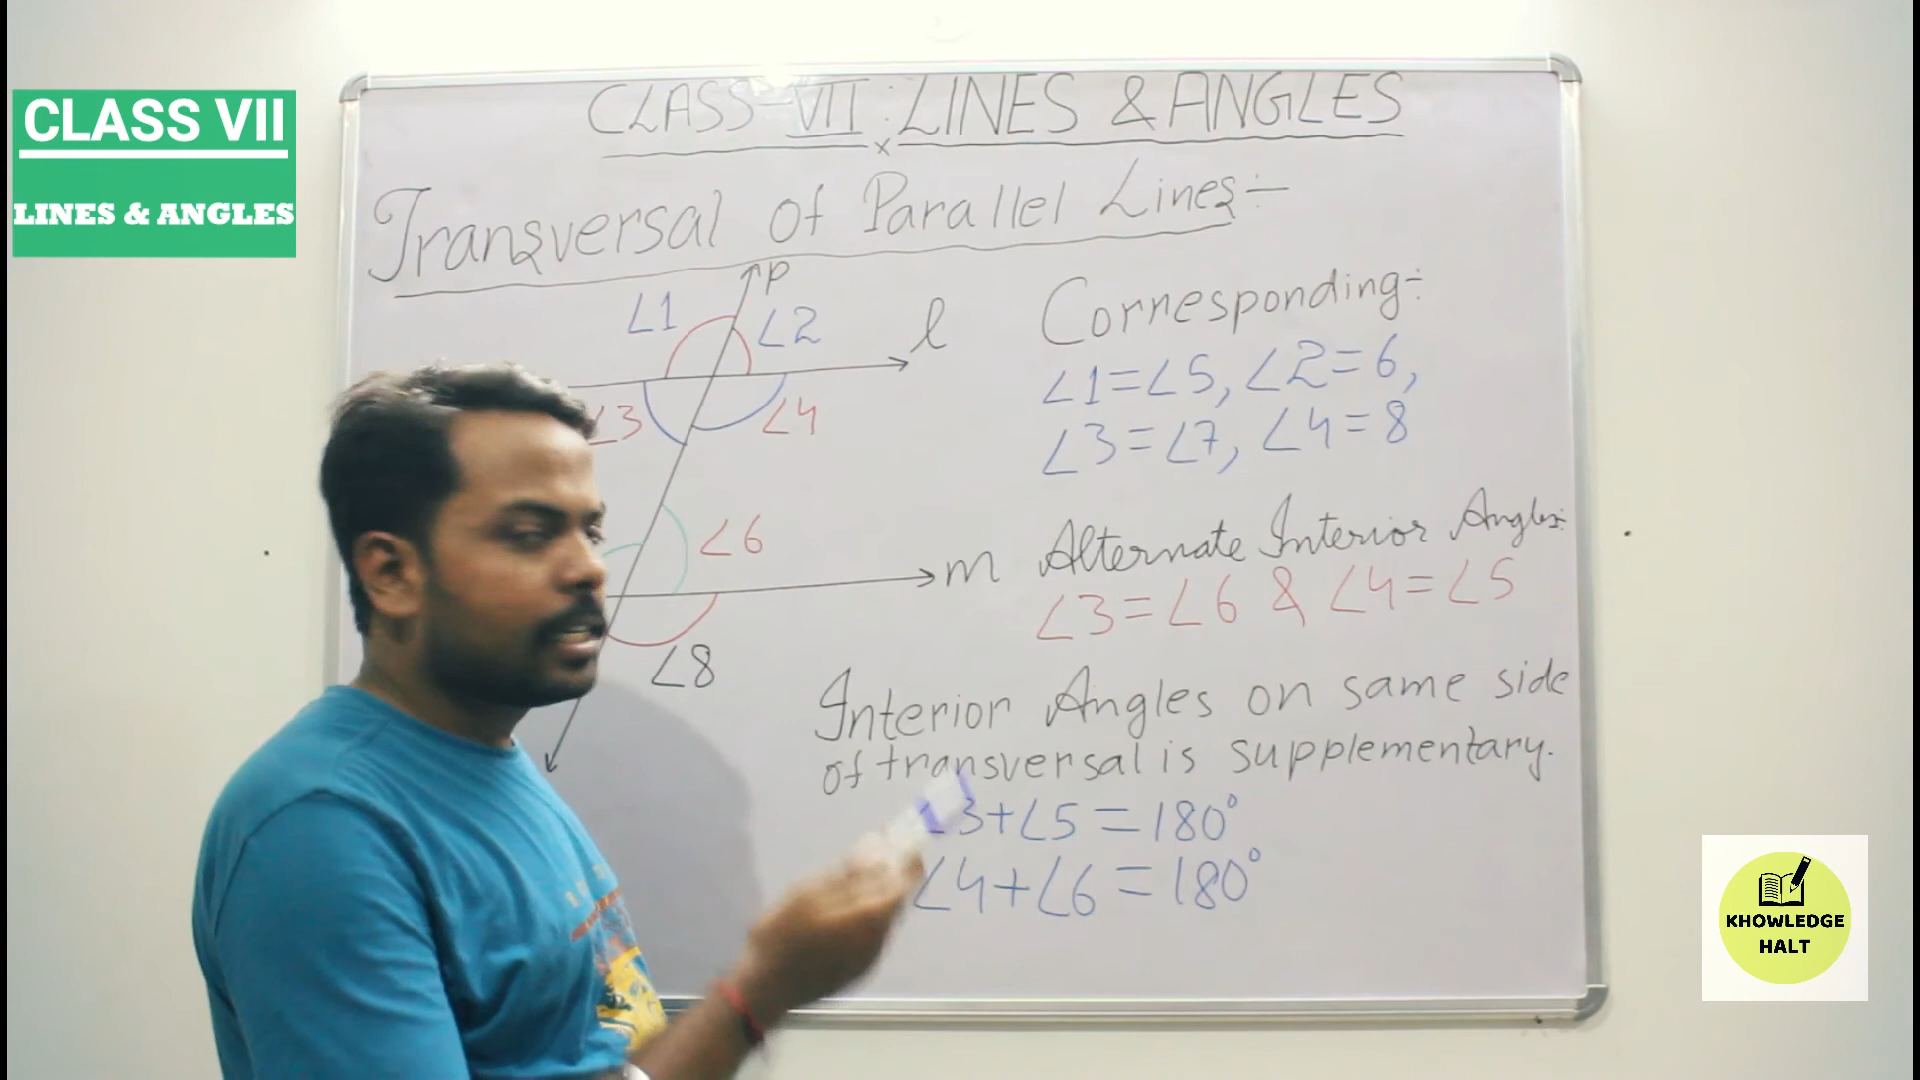 CLASS VII
LINES & ANGLES
CLASS-VII : LINES & ANGLES
x
Transversal of Parallel Lines:-
p
∠1
∠2
l
∠3
∠4
∠6
m
∠8
Corresponding:-
∠1=∠5, ∠2=6,
∠3=∠7, ∠4=8
Alternate Interior Angles:
∠3=∠6 & ∠4=∠5
Interior Angles on same side
of transversal is supplementary.
∠3+∠5=180°
∠4+∠6=180°
KHOWLEDGE
HALT